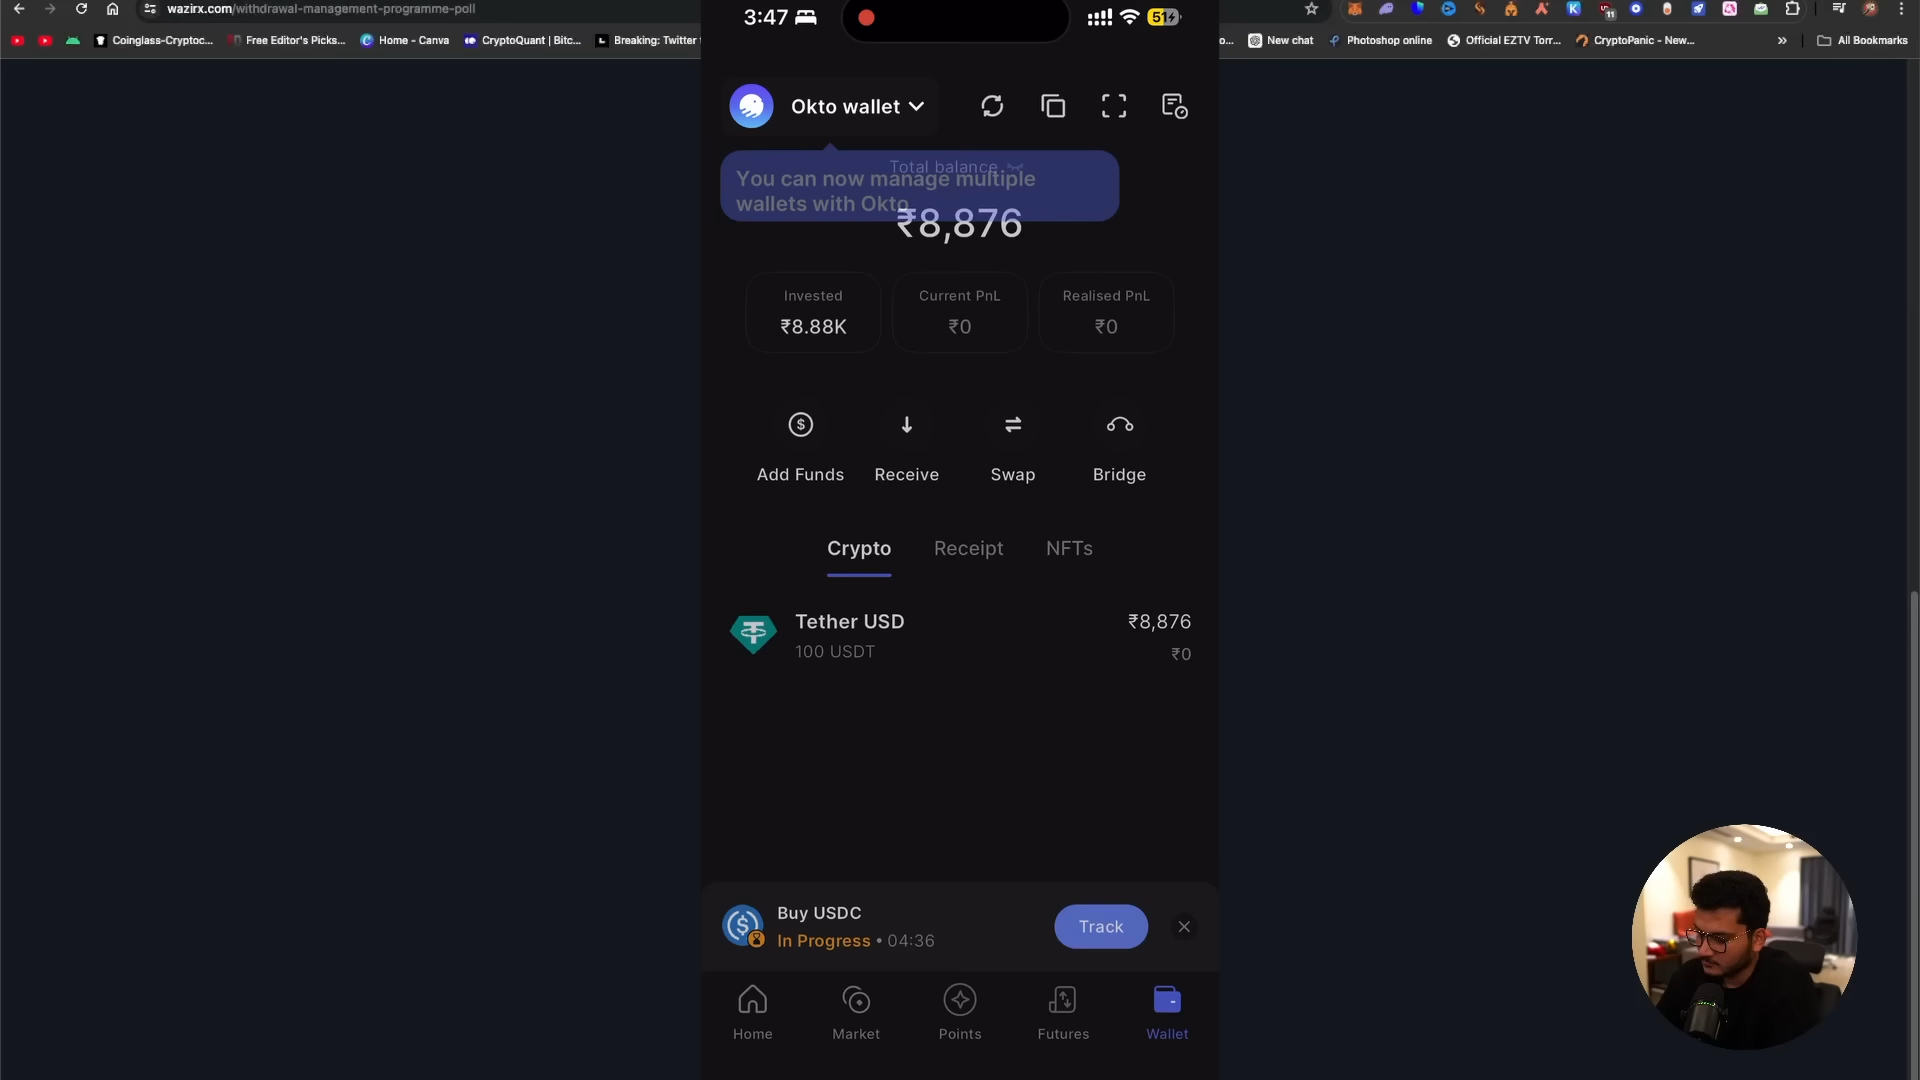 wazirx.com/withdrawal-management-programme-poll
Coinglass-Cryptoc...
Free Editor's Picks...
Home - Canva
CryptoQuant | Bitc...
Breaking: Twitter
o...
New chat
Photoshop online
Official EZTV Torr...
CryptoPanic - New...
»
All Bookmarks
11
3:47
51
Okto wallet
Total balance
You can now manage multiple
wallets with Okto
₹8,876
Invested
₹8.88K
Current PnL
₹0
Realised PnL
₹0
Add Funds
Receive
Swap
Bridge
Crypto
Receipt
NFTs
Tether USD
₹8,876
100 USDT
₹0
Buy USDC
In Progress • 04:36
Track
Home
Market
Points
Futures
Wallet